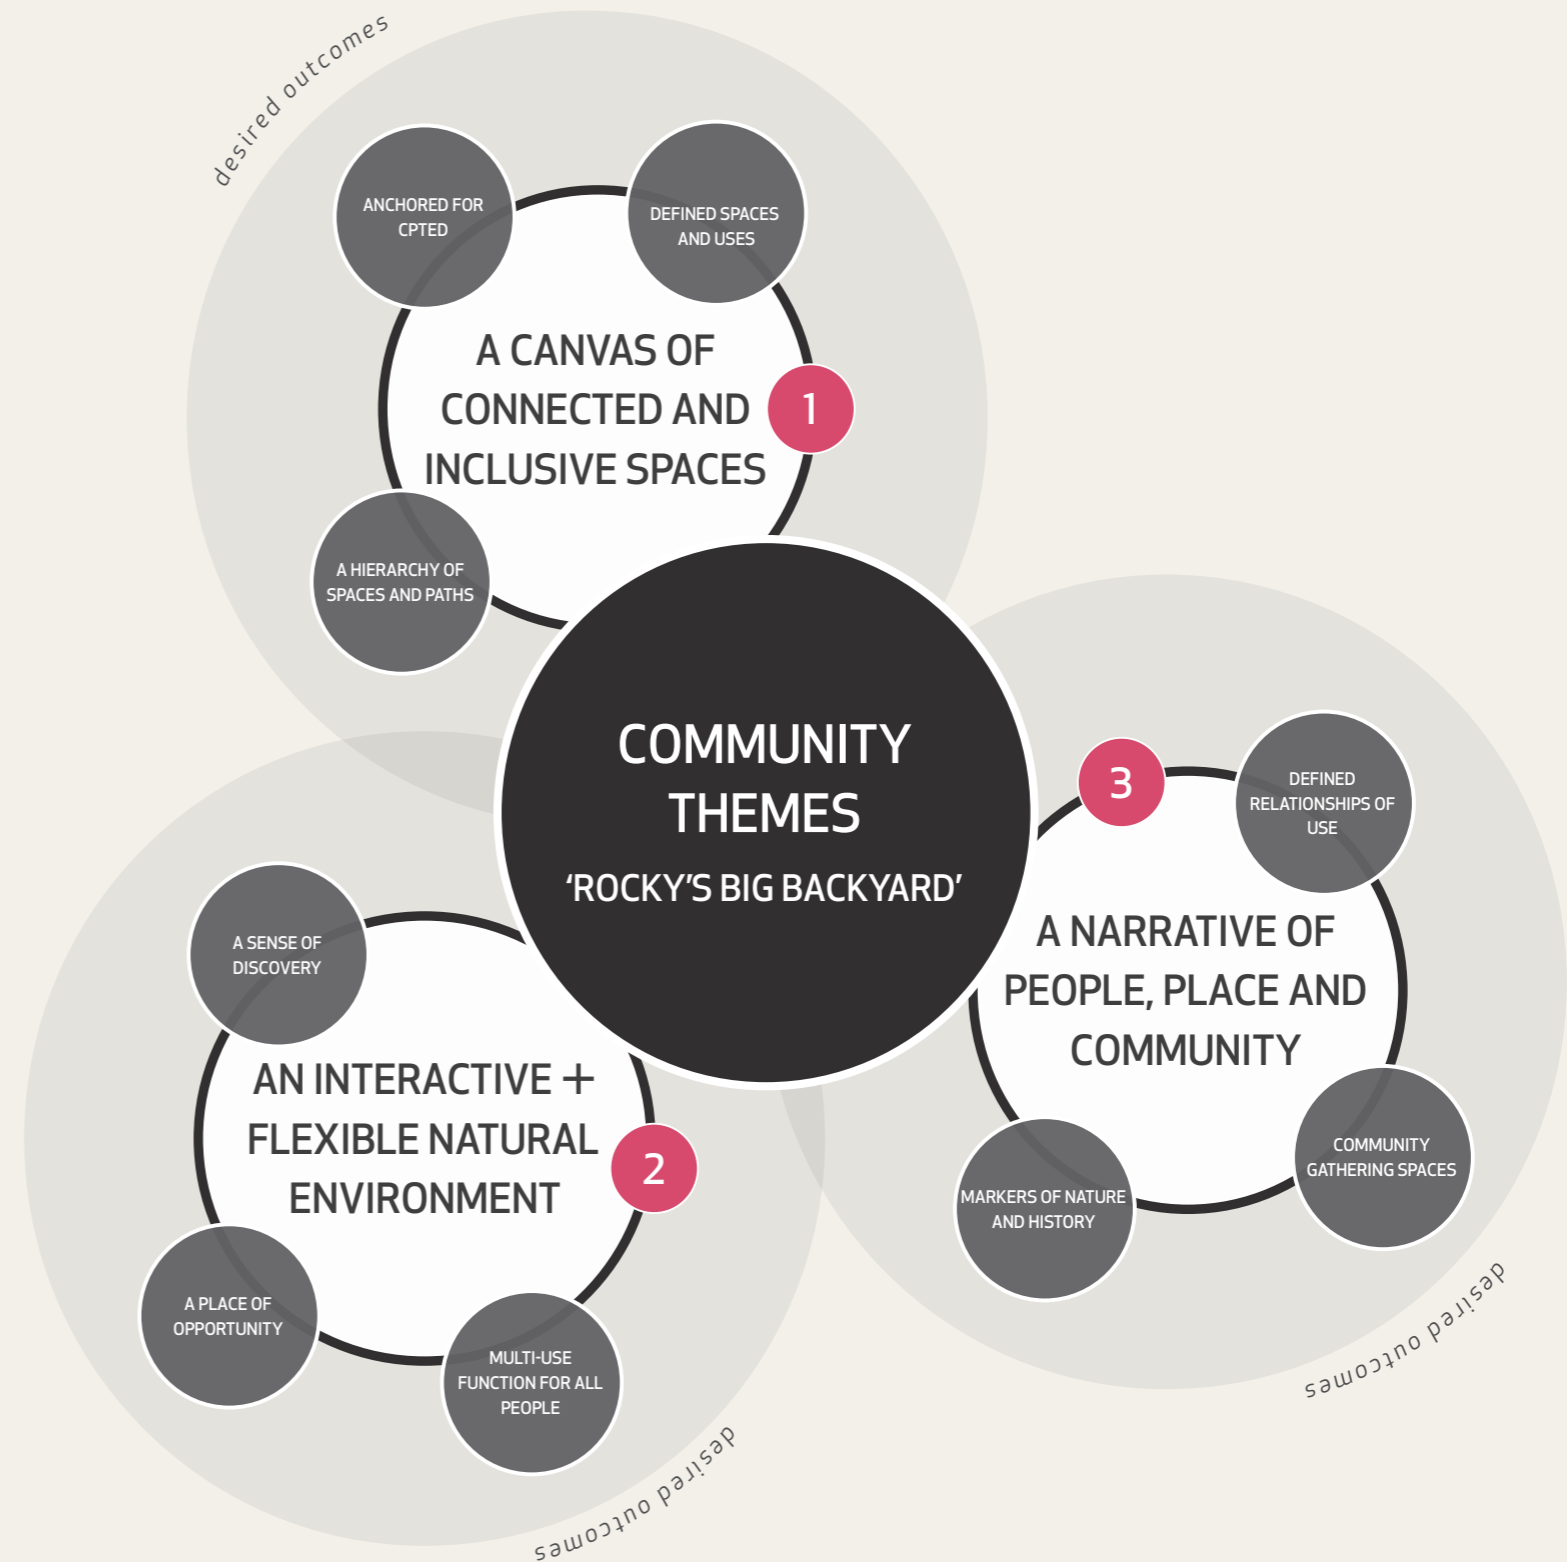 desired outcomes
ANCHORED FOR
CPTED
DEFINED SPACES
AND USES
A CANVAS OF
CONNECTED AND
INCLUSIVE SPACES
1
A HIERARCHY OF
SPACES AND PATHS
COMMUNITY
THEMES
‘ROCKY’S BIG BACKYARD’
A SENSE OF
DISCOVERY
AN INTERACTIVE +
FLEXIBLE NATURAL
ENVIRONMENT
2
A PLACE OF
OPPORTUNITY
MULTI-USE
FUNCTION FOR ALL
PEOPLE
desired outcomes
3
DEFINED
RELATIONSHIPS OF
USE
A NARRATIVE OF
PEOPLE, PLACE AND
COMMUNITY
COMMUNITY
GATHERING SPACES
MARKERS OF NATURE
AND HISTORY
desired outcomes